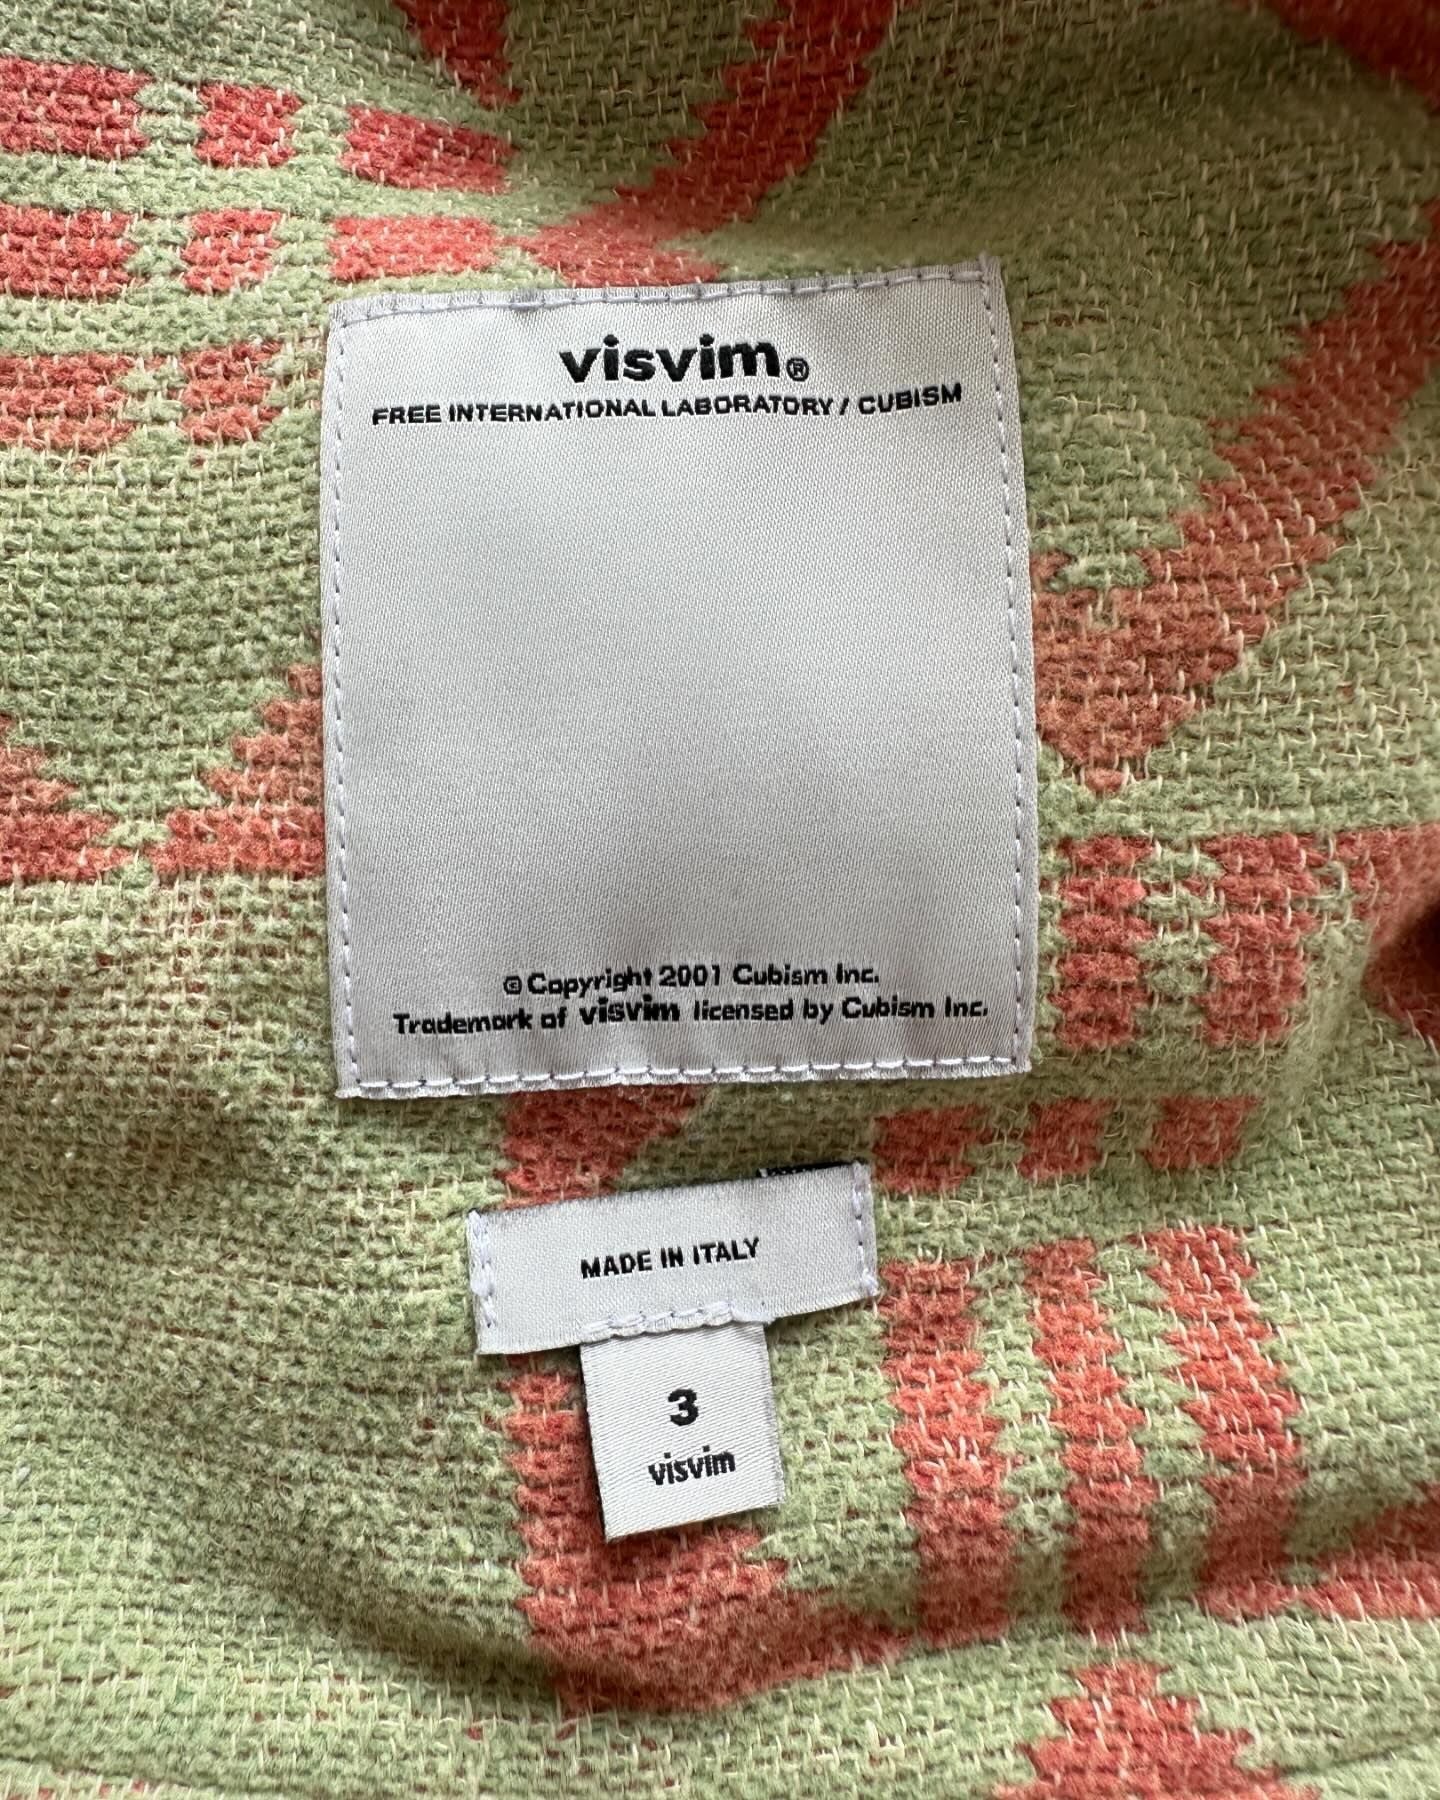 visvim®
FREE INTERNATIONAL LABORATORY / CUBISM
© Copyright 2001 Cubism Inc.
Trademark of visvim licensed by Cubism Inc.
MADE IN ITALY
3
visvim